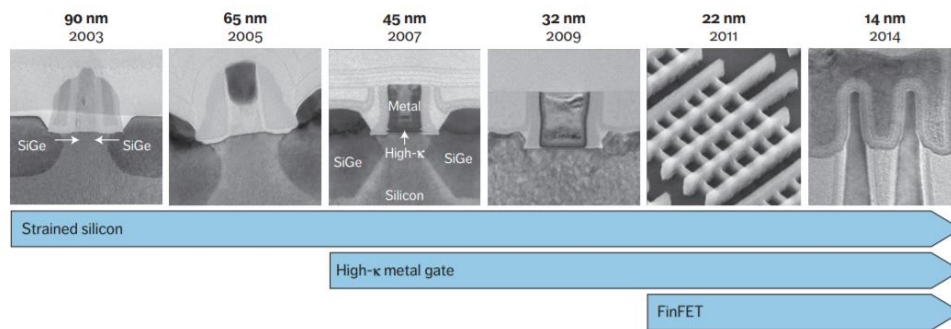 90 nm
2003
65 nm
2005
45 nm
2007
32 nm
2009
22 nm
2011
14 nm
2014
SiGe
SiGe
Metal
SiGe
High-κ
SiGe
Silicon
Strained silicon
High-κ metal gate
FinFET